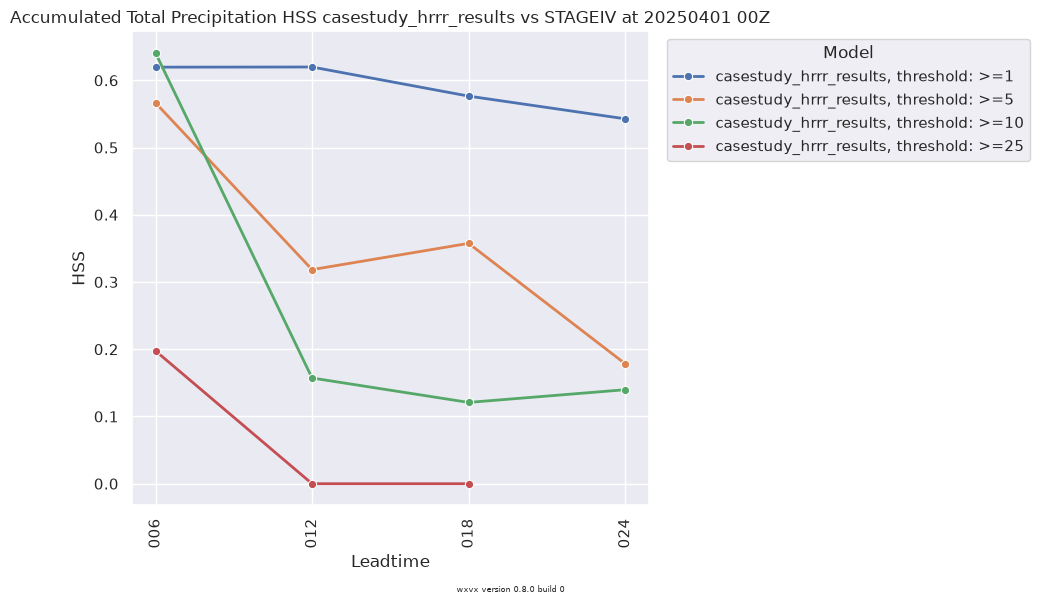 Accumulated Total Precipitation HSS casestudy_hrrr_results vs STAGEIV at 20250401 00Z
Model
casestudy_hrrr_results, threshold: >=1
casestudy_hrrr_results, threshold: >=5
casestudy_hrrr_results, threshold: >=10
casestudy_hrrr_results, threshold: >=25
HSS
0.6
0.5
0.4
0.3
0.2
0.1
0.0
006
012
018
024
Leadtime
wxvx version 0.8.0 build 0